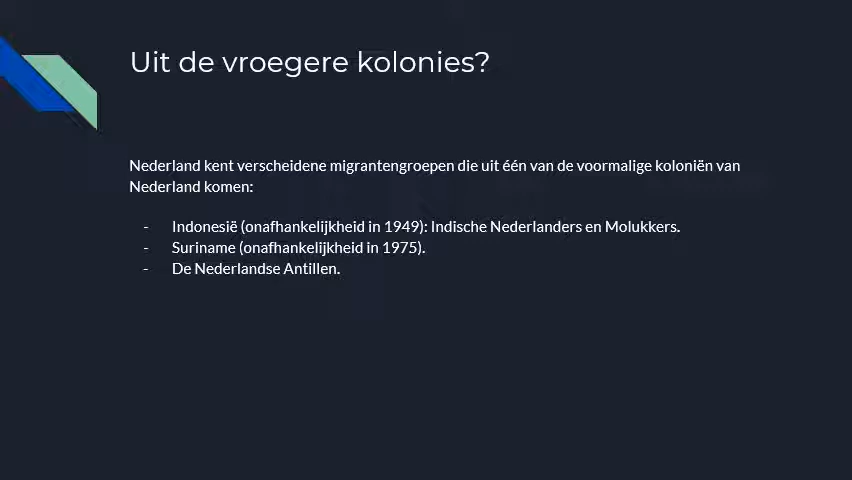 Uit de vroegere kolonies?
Nederland kent verscheidene migrantengroepen die uit één van de voormalige koloniën van
Nederland komen:
- Indonesië (onafhankelijkheid in 1949): Indische Nederlanders en Molukkers.
- Suriname (onafhankelijkheid in 1975).
- De Nederlandse Antillen.